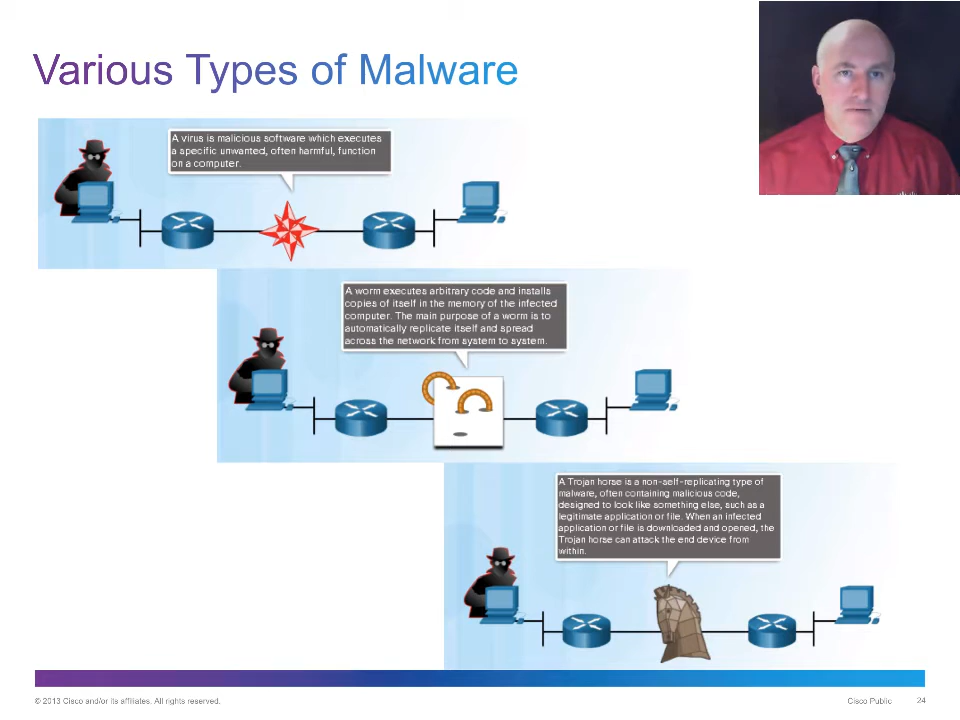 Various Types of Malware
A virus is malicious software which executes
a specific unwanted, often harmful, function
on a computer.
A worm executes arbitrary code and installs
copies of itself in the memory of the infected
computer. The main purpose of a worm is to
automatically replicate itself and spread
across the network from system to system.
A Trojan horse is a non-self-replicating type of
malware, often containing malicious code,
designed to look like something else, such as a
legitimate application or file. When an infected
application or file is downloaded and opened, the
Trojan horse can attack the end device from
within.
© 2013 Cisco and/or its affiliates. All rights reserved.
Cisco Public
24